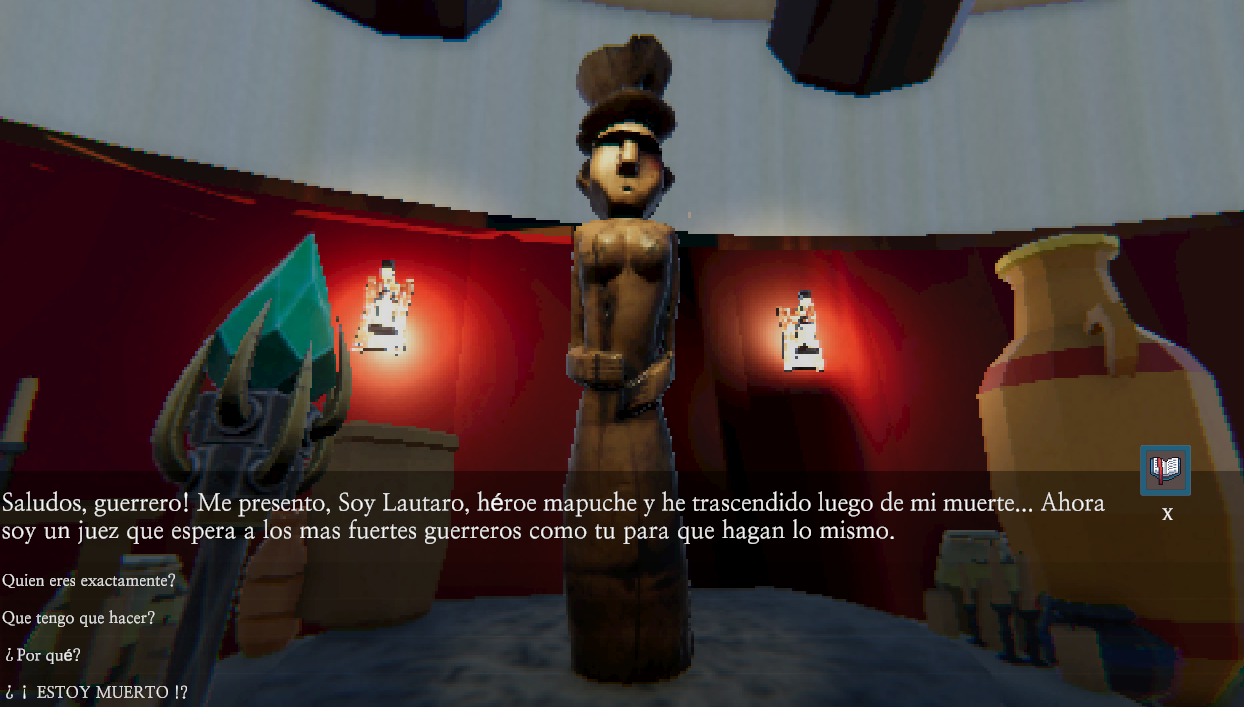 Saludos, guerrero! Me presento, Soy Lautaro, héroe mapuche y he trascendido luego de mi muerte... Ahora
soy un juez que espera a los mas fuertes guerreros como tu para que hagan lo mismo.
X
Quien eres exactamente?
Que tengo que hacer?
¿Por qué?
¿ ¡ ESTOY MUERTO !?